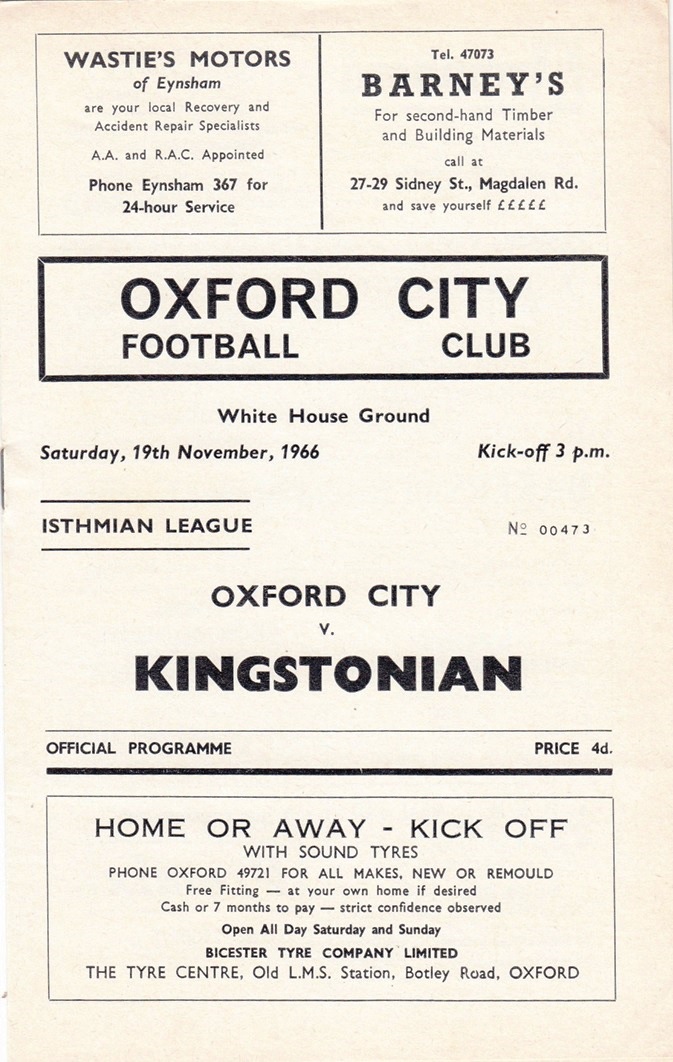 WASTIE'S MOTORS
of Eynsham
are your local Recovery and
Accident Repair Specialists
A.A. and R.A.C. Appointed
Phone Eynsham 367 for
24-hour Service
Tel. 47073
BARNEY'S
For second-hand Timber
and Building Materials
call at
27-29 Sidney St., Magdalen Rd.
and save yourself £££££
OXFORD CITY
FOOTBALL CLUB
White House Ground
Saturday, 19th November, 1966 Kick-off 3 p.m.
ISTHMIAN LEAGUE
Nº 00473
OXFORD CITY
v.
KINGSTONIAN
OFFICIAL PROGRAMME PRICE 4d.
HOME OR AWAY - KICK OFF
WITH SOUND TYRES
PHONE OXFORD 49721 FOR ALL MAKES, NEW OR REMOULD
Free Fitting — at your own home if desired
Cash or 7 months to pay — strict confidence observed
Open All Day Saturday and Sunday
BICESTER TYRE COMPANY LIMITED
THE TYRE CENTRE, Old L.M.S. Station, Botley Road, OXFORD